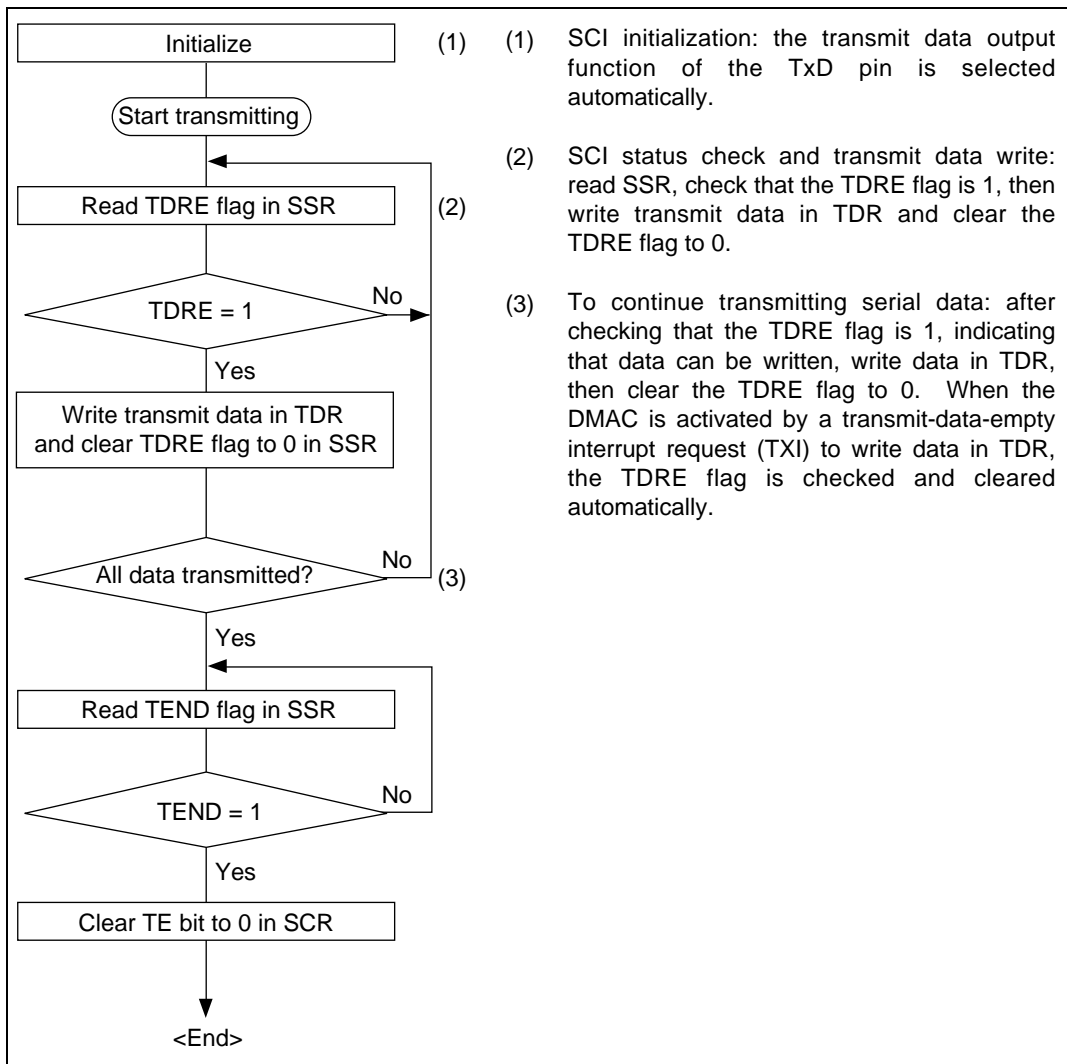 Initialize
(1)
Start transmitting
Read TDRE flag in SSR
(2)
TDRE = 1
No
Yes
Write transmit data in TDR
and clear TDRE flag to 0 in SSR
All data transmitted?
No
(3)
Yes
Read TEND flag in SSR
TEND = 1
No
Yes
Clear TE bit to 0 in SCR
<End>
(1) SCI initialization: the transmit data output
function of the TxD pin is selected
automatically.
(2) SCI status check and transmit data write:
read SSR, check that the TDRE flag is 1, then
write transmit data in TDR and clear the
TDRE flag to 0.
(3) To continue transmitting serial data: after
checking that the TDRE flag is 1, indicating
that data can be written, write data in TDR,
then clear the TDRE flag to 0. When the
DMAC is activated by a transmit-data-empty
interrupt request (TXI) to write data in TDR,
the TDRE flag is checked and cleared
automatically.